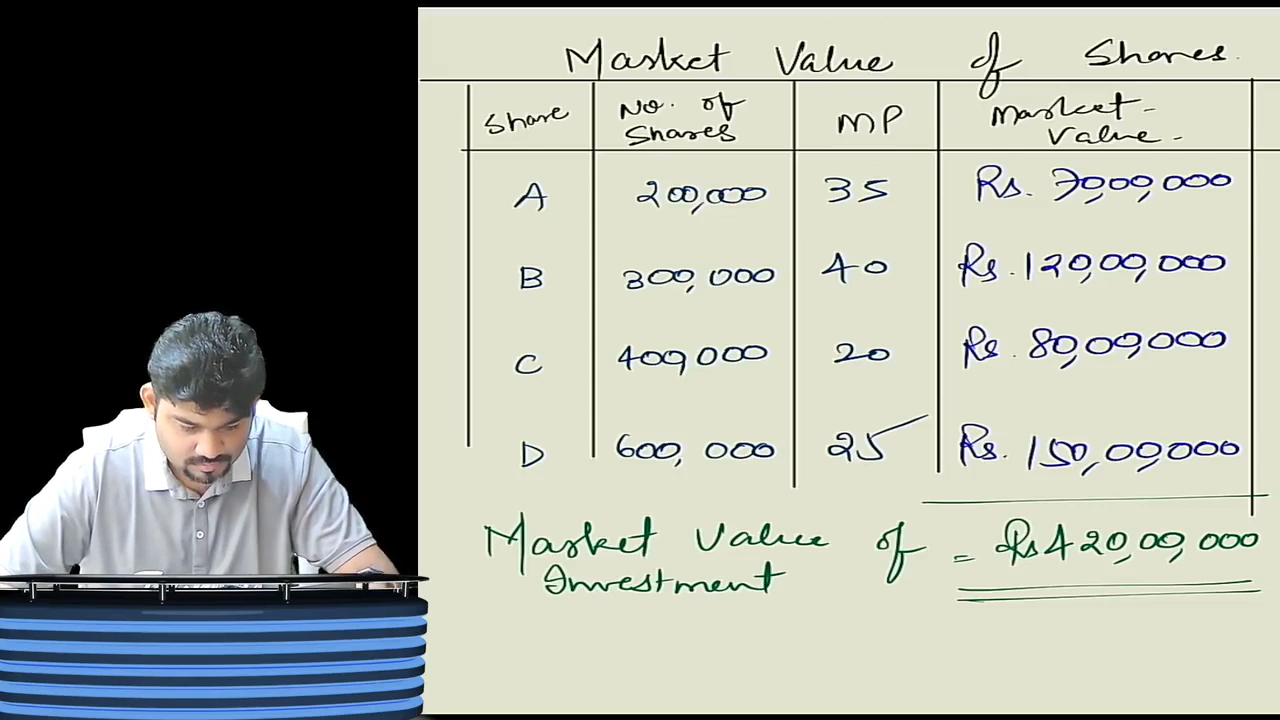 Market Value of Shares.
Share No. of Shares MP Market Value
A 200,000 35 Rs. 70,00,000
B 300,000 40 Rs. 120,00,000
C 400,000 20 Rs. 80,00,000
D 600,000 25 Rs. 150,00,000
Market Value of = Rs 420,00,000
Investment